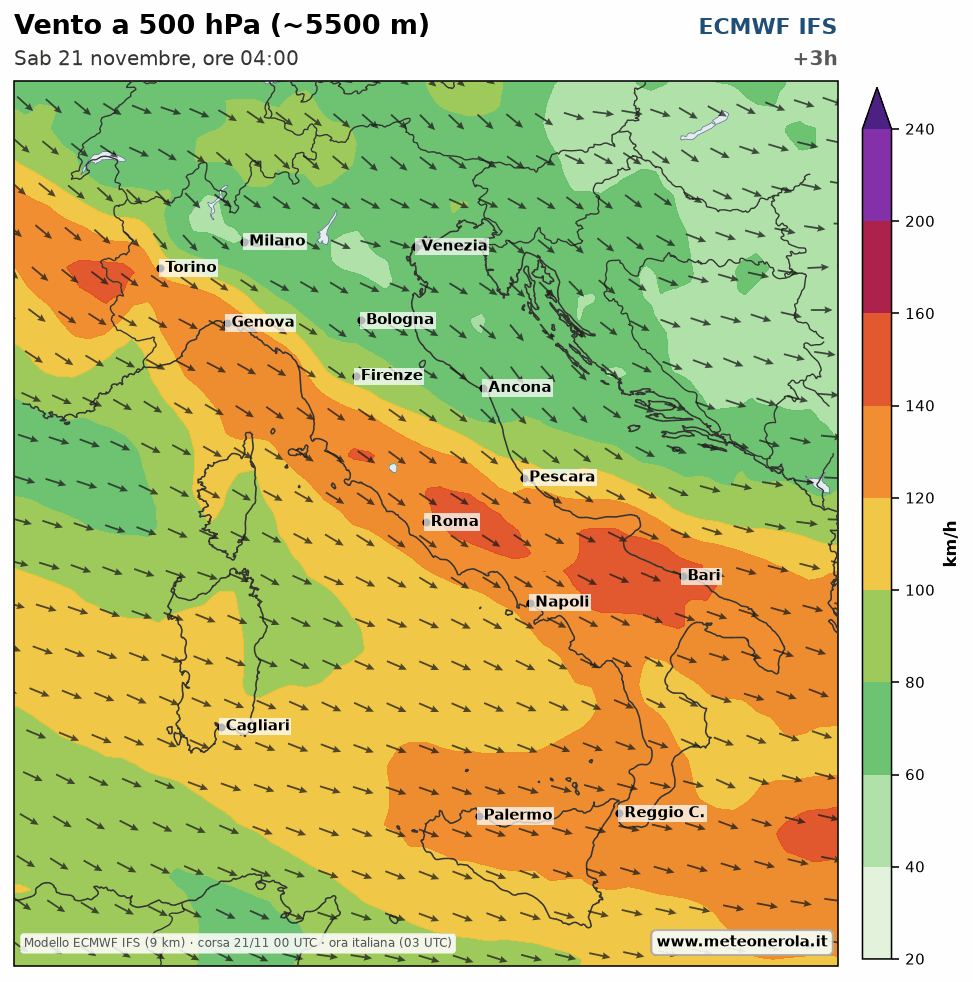 Vento a 500 hPa (~5500 m)
ECMWF IFS
Sab 21 novembre, ore 04:00
+3h
Milano
Venezia
Torino
Genova
Bologna
Firenze
Ancona
Pescara
Roma
Bari
Napoli
Cagliari
Palermo
Reggio C.
240
220
160
140
120
100
80
60
40
20
km/h
Modello ECMWF IFS (9 km) · corsa 21/11 00 UTC · ora italiana (03 UTC)
www.meteonerola.it